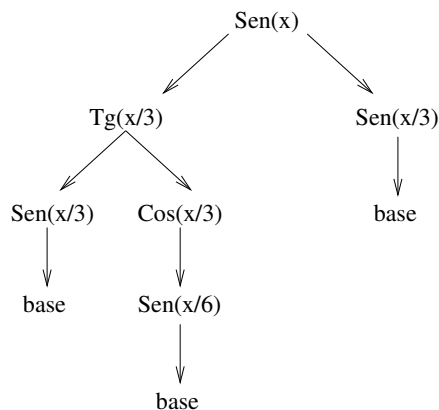 Sen(x)
Tg(x/3)
Sen(x/3)
Sen(x/3)
Cos(x/3)
base
base
Sen(x/6)
base